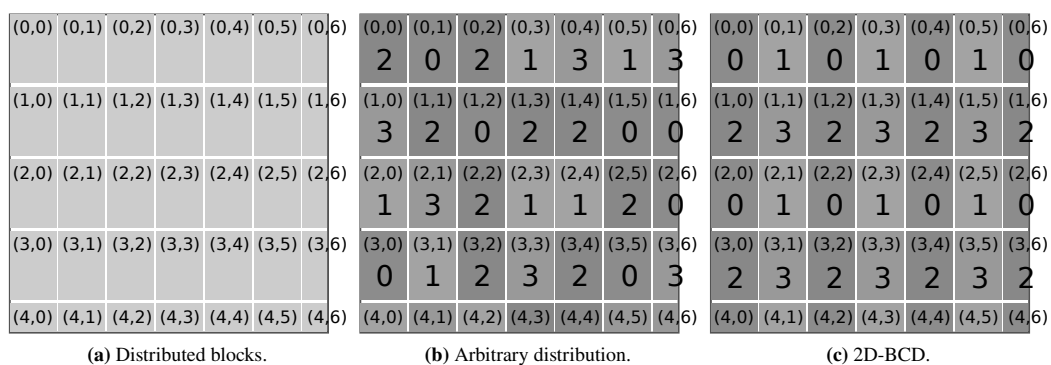 (0,0) (0,1) (0,2) (0,3) (0,4) (0,5) (0,6) (0,0) (0,1) (0,2) (0,3) (0,4) (0,5) (0,6) (0,0) (0,1) (0,2) (0,3) (0,4) (0,5) (0,6)
2 0 2 1 3 1 3 0 1 0 1 0 1 0
(1,0) (1,1) (1,2) (1,3) (1,4) (1,5) (1,6) (1,0) (1,1) (1,2) (1,3) (1,4) (1,5) (1,6) (1,0) (1,1) (1,2) (1,3) (1,4) (1,5) (1,6)
3 2 0 2 2 0 0 2 3 2 3 2 3 2
(2,0) (2,1) (2,2) (2,3) (2,4) (2,5) (2,6) (2,0) (2,1) (2,2) (2,3) (2,4) (2,5) (2,6) (2,0) (2,1) (2,2) (2,3) (2,4) (2,5) (2,6)
1 3 2 1 1 2 0 0 1 0 1 0 1 0
(3,0) (3,1) (3,2) (3,3) (3,4) (3,5) (3,6) (3,0) (3,1) (3,2) (3,3) (3,4) (3,5) (3,6) (3,0) (3,1) (3,2) (3,3) (3,4) (3,5) (3,6)
0 1 2 3 2 0 3 2 3 2 3 2 3 2
(4,0) (4,1) (4,2) (4,3) (4,4) (4,5) (4,6) (4,0) (4,1) (4,2) (4,3) (4,4) (4,5) (4,6) (4,0) (4,1) (4,2) (4,3) (4,4) (4,5) (4,6)
(a) Distributed blocks. (b) Arbitrary distribution. (c) 2D-BCD.